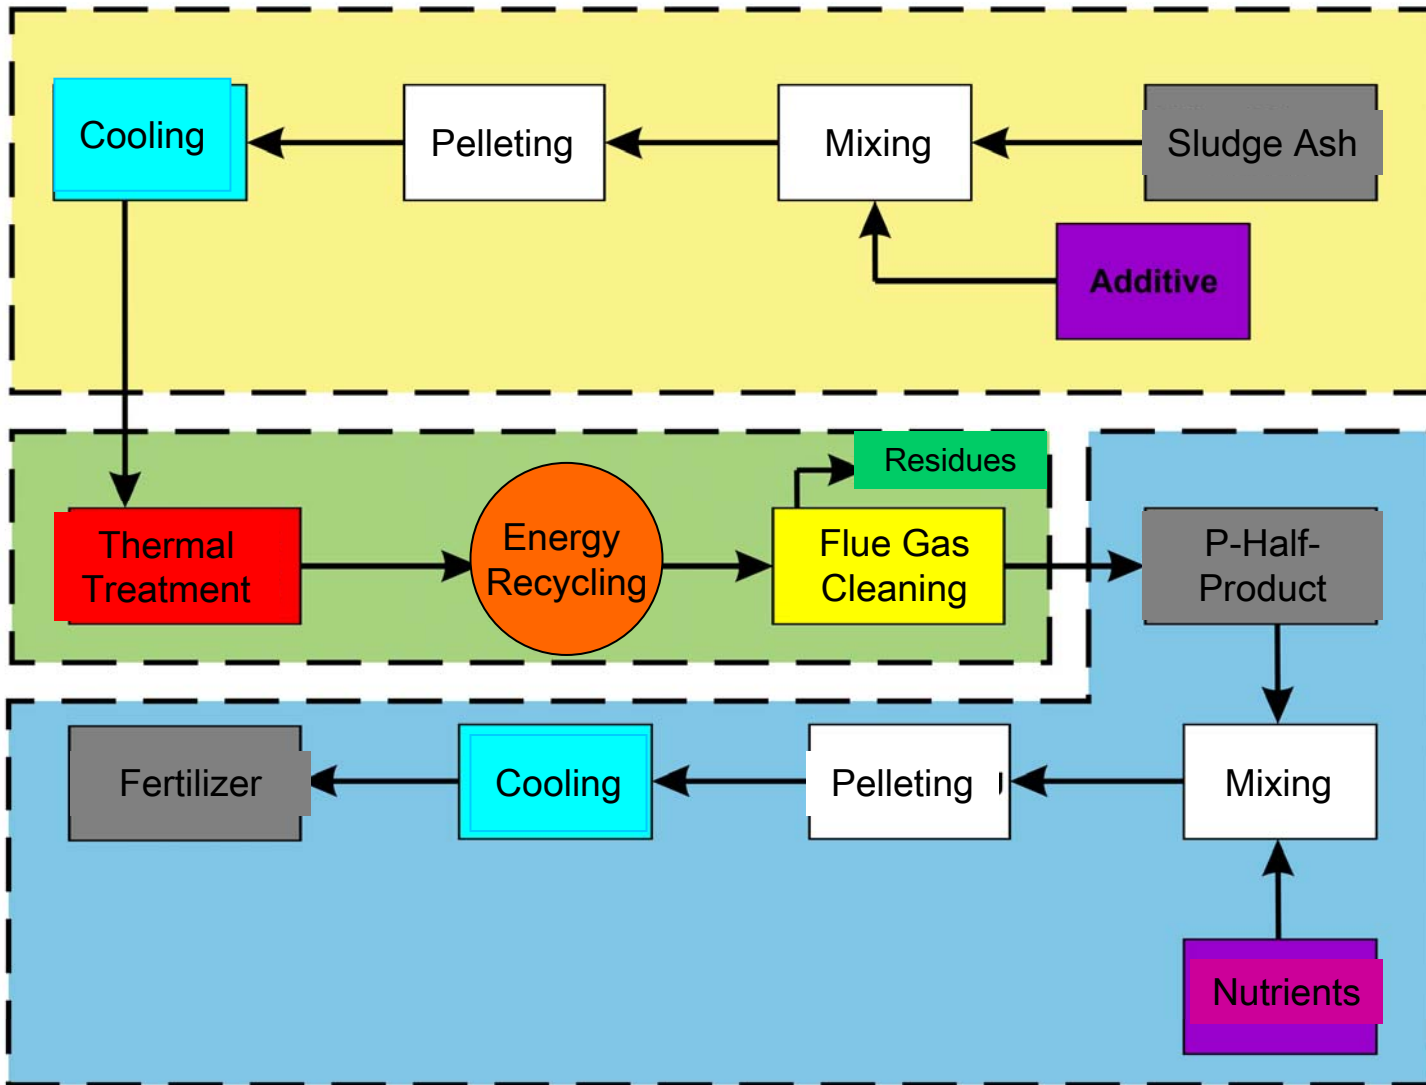 Cooling
Pelleting
Mixing
Sludge Ash
Additive
Residues
Thermal
Treatment
Energy
Recycling
Flue Gas
Cleaning
P-Half-
Product
Fertilizer
Cooling
Pelleting
Mixing
Nutrients